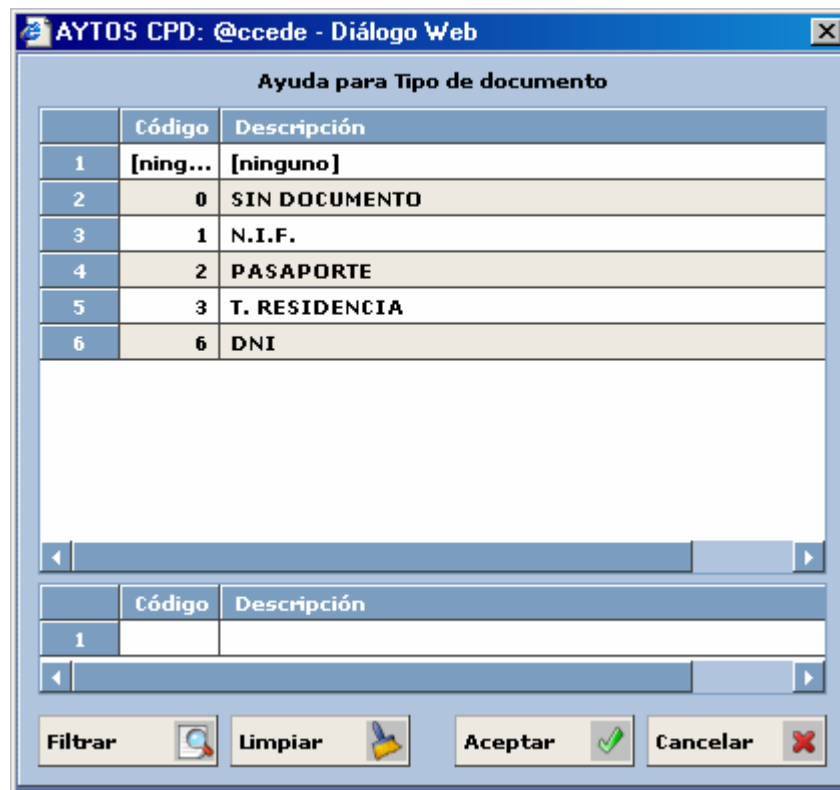 AYTOS CPD: @ccede - Diálogo Web
Ayuda para Tipo de documento
Código Descripción
1 [ning... [ninguno]
2 0 SIN DOCUMENTO
3 1 N.I.F.
4 2 PASAPORTE
5 3 T. RESIDENCIA
6 6 DNI
Código Descripción
1
Filtrar Limpiar Aceptar Cancelar